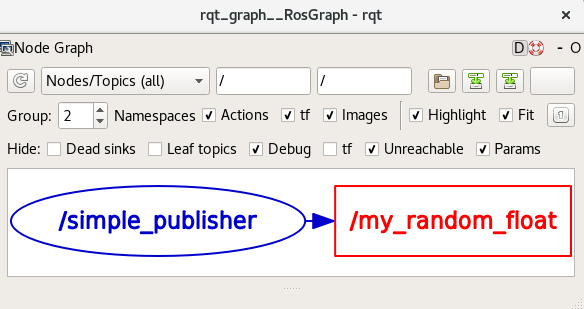 rqt_graph__RosGraph - rqt
Node Graph D - O
Nodes/Topics (all) / /
Group: 2 Namespaces Actions tf Images Highlight Fit
Hide: Dead sinks Leaf topics Debug tf Unreachable Params
/simple_publisher /my_random_float